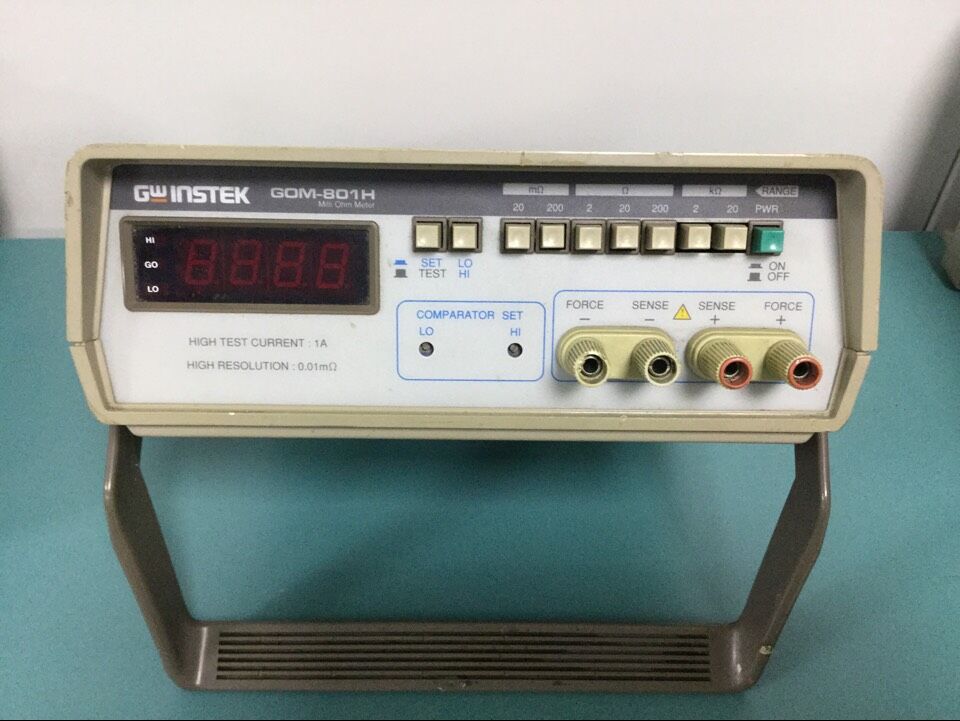 GWINSTEK GOM-801H
Milli Ohm Meter
mΩ Ω kΩ RANGE
20 200 2 20 200 2 20 PWR
HI
GO
LO
SET LO
TEST HI
ON
OFF
HIGH TEST CURRENT : 1A
HIGH RESOLUTION : 0.01mΩ
COMPARATOR SET
LO HI
FORCE SENSE SENSE FORCE
− − + +